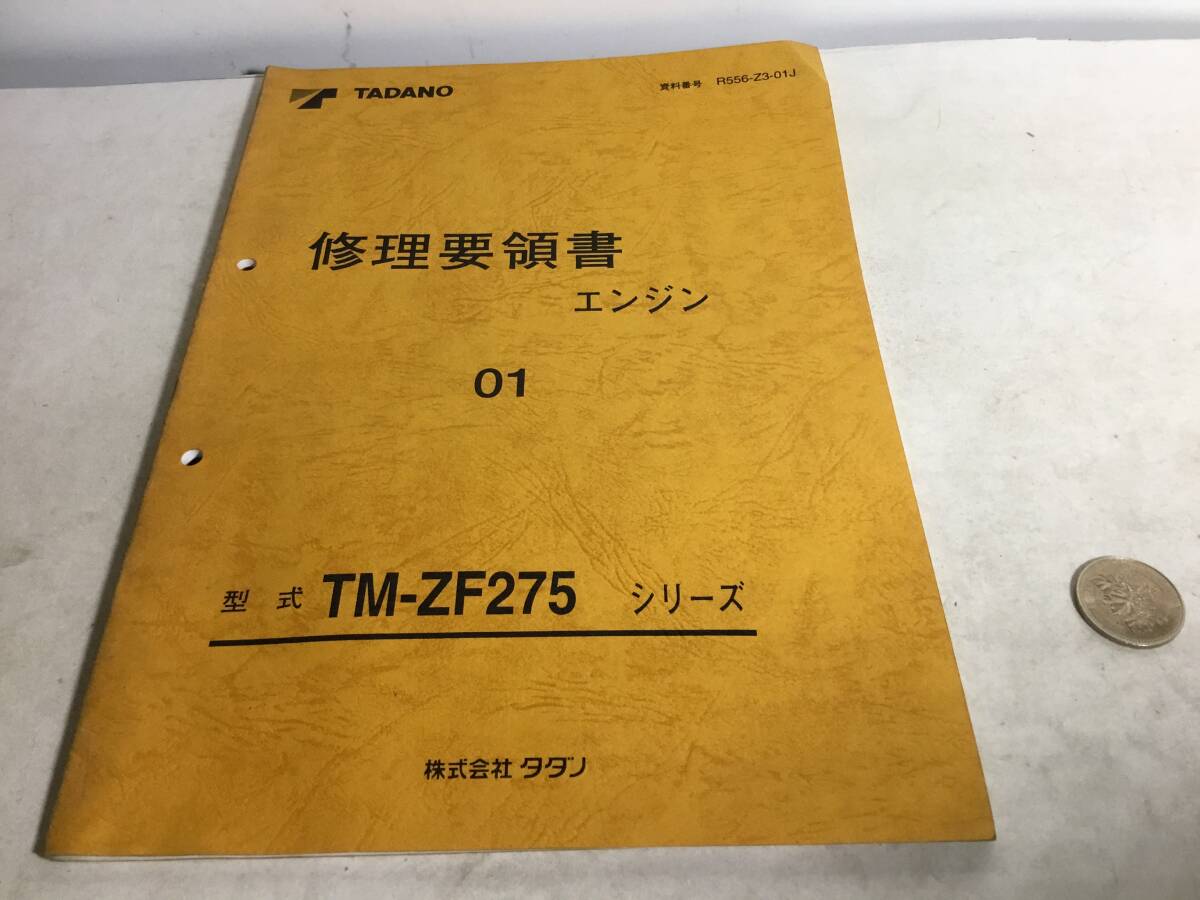 TADANO
資料番号 R556-Z3-01J
修理要領書
エンジン
01
型式 TM-ZF275 シリーズ
株式会社 タダノ